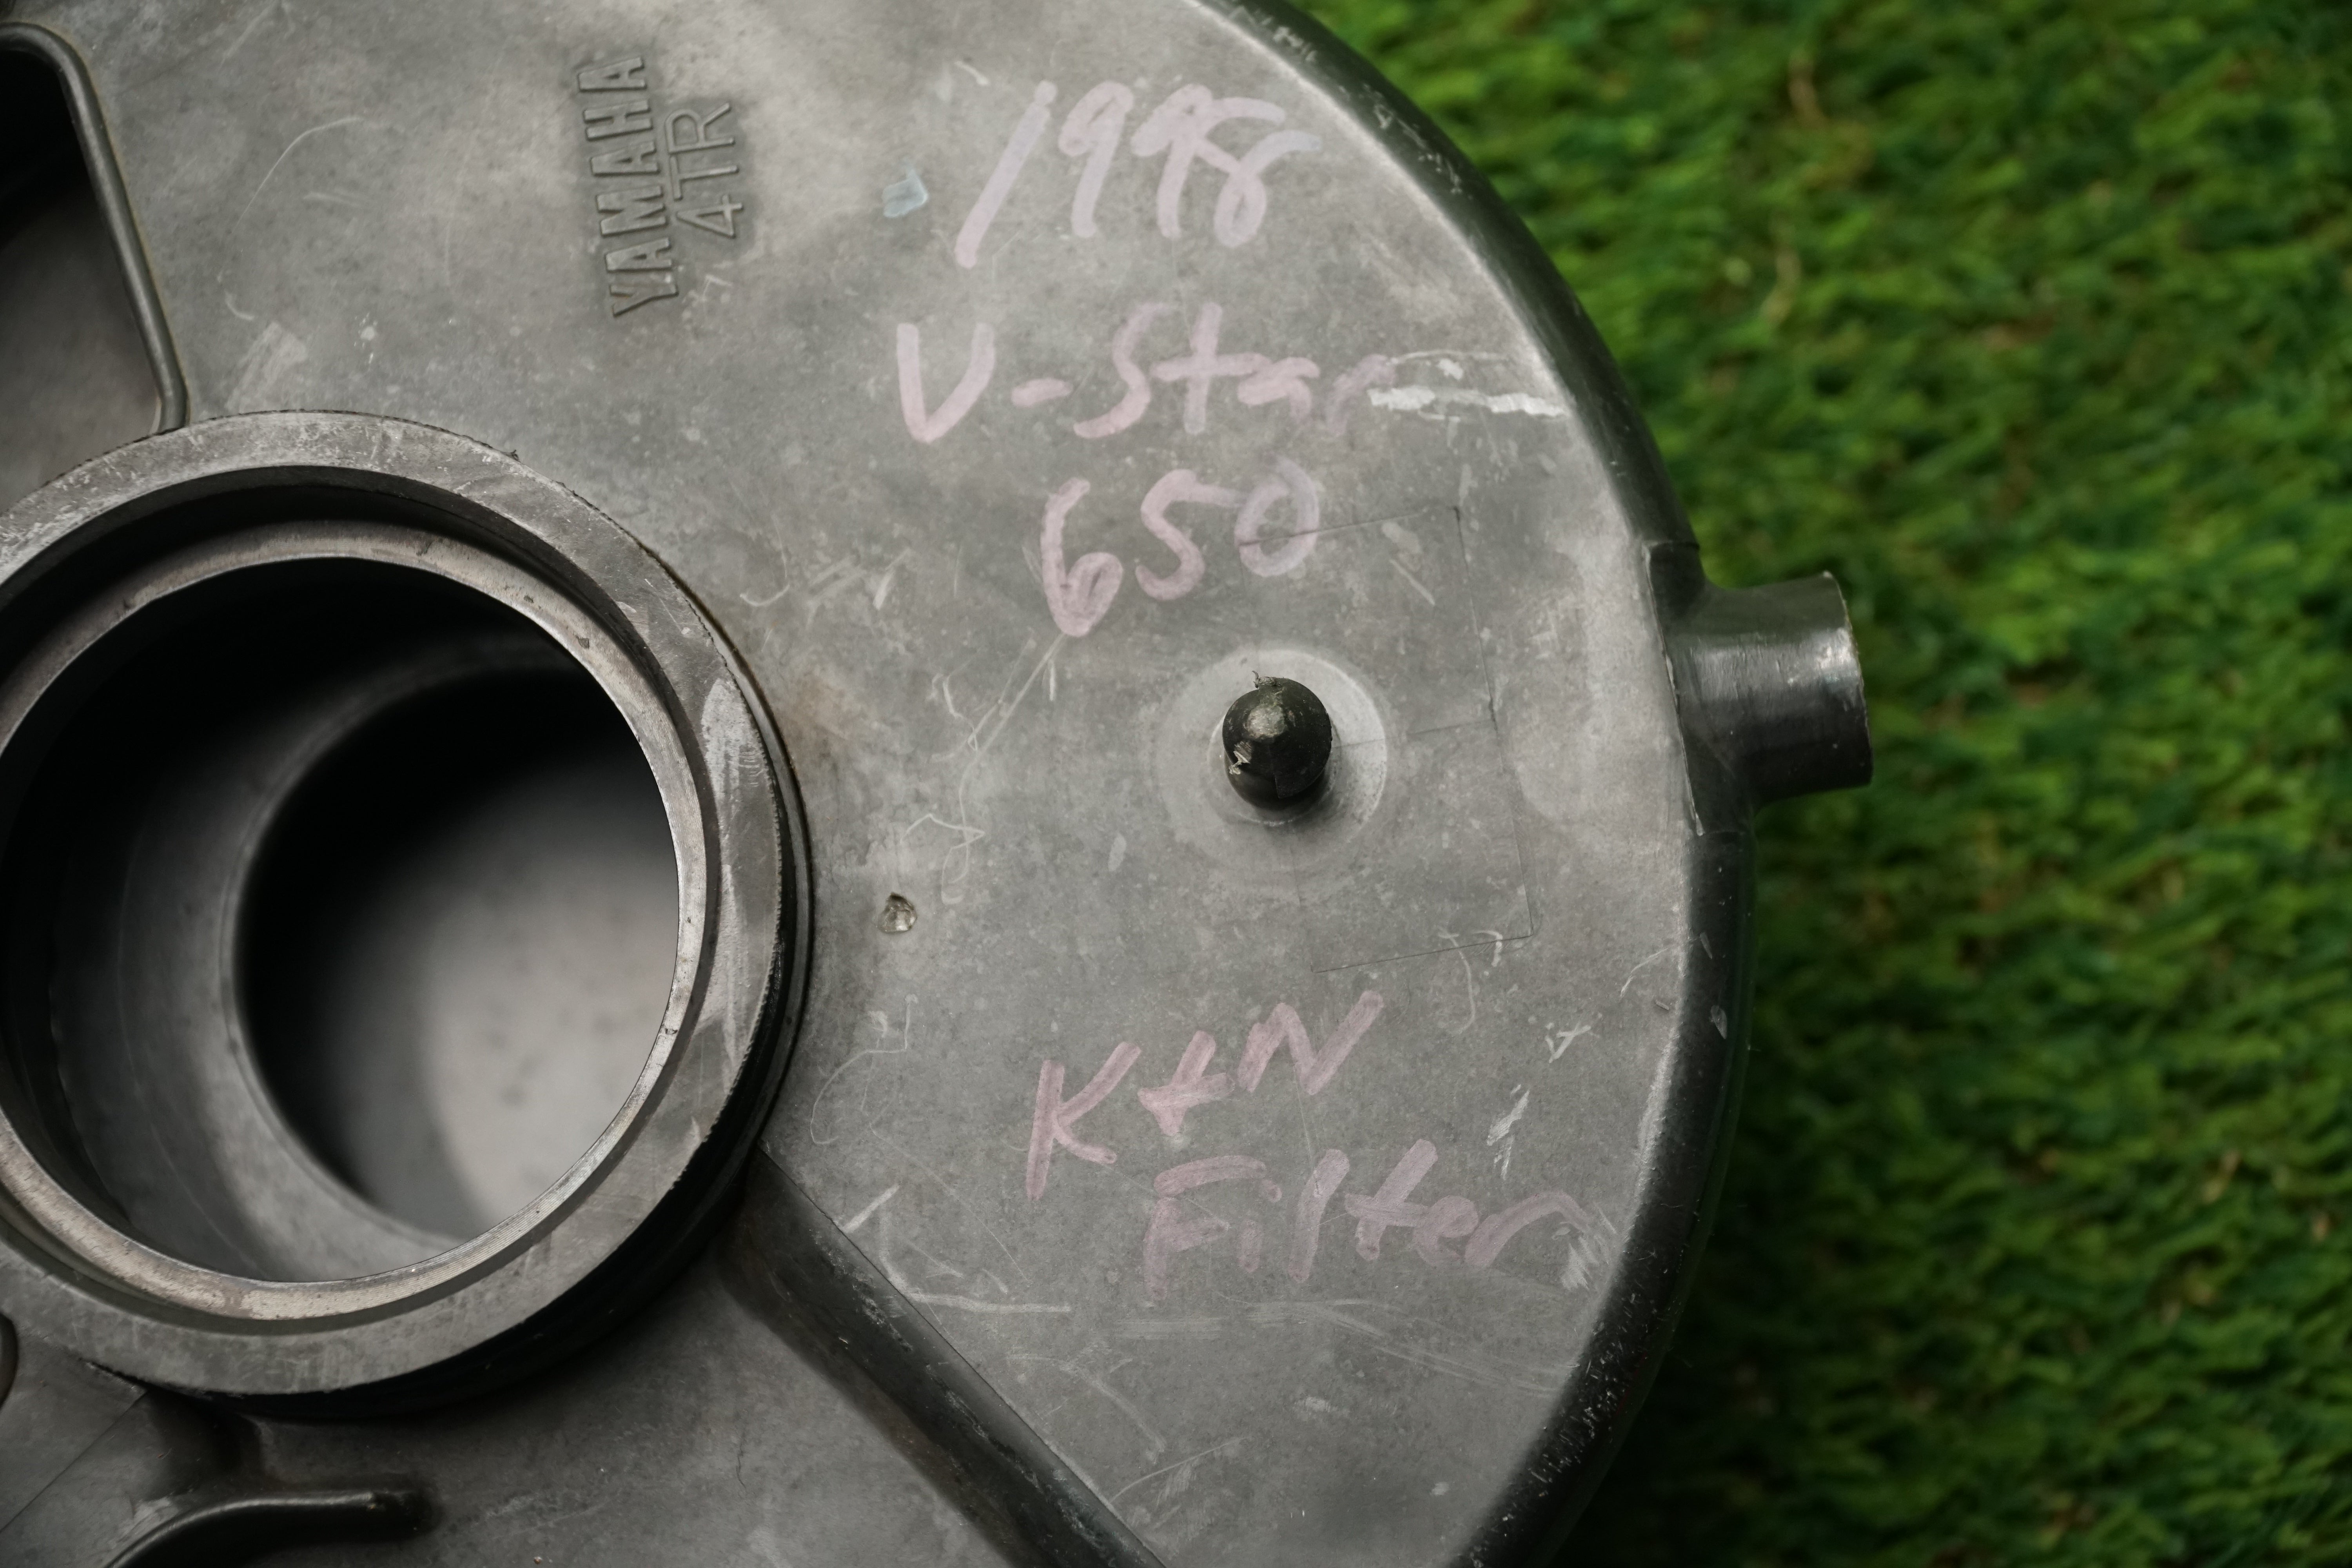 YAMAHA
4TR
1998
V-Star
650
K+N
Filter